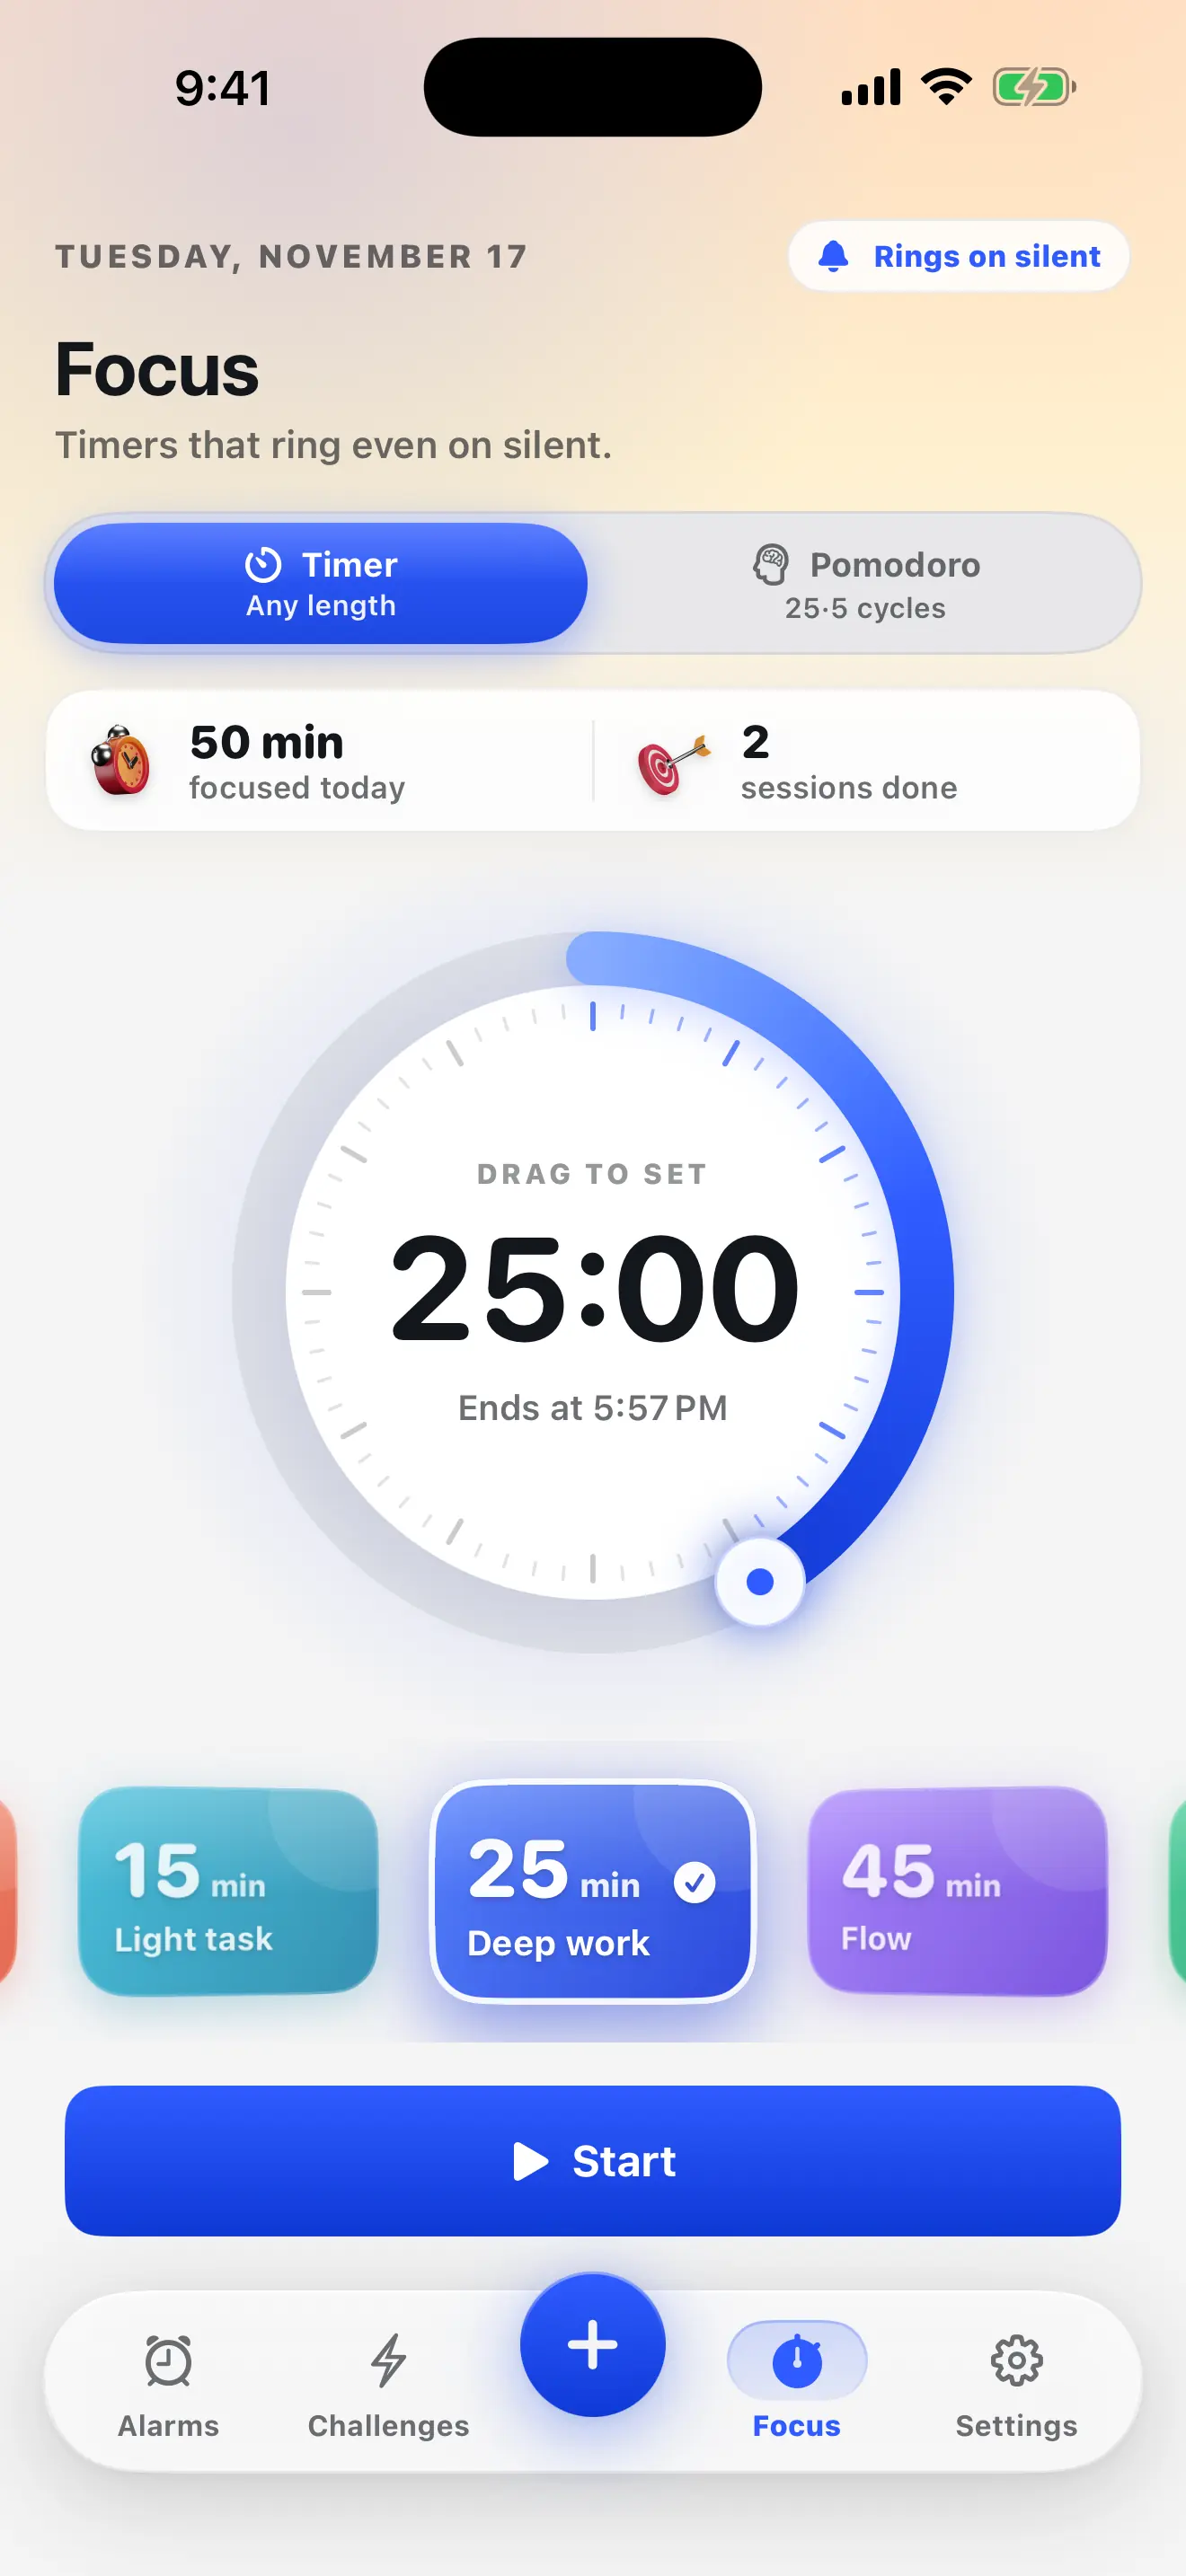 9:41
TUESDAY, NOVEMBER 17
Rings on silent
Focus
Timers that ring even on silent.
Timer
Any length
Pomodoro
25·5 cycles
50 min
focused today
2
sessions done
DRAG TO SET
25:00
Ends at 5:57 PM
15 min
Light task
25 min
Deep work
45 min
Flow
Start
Alarms
Challenges
Focus
Settings